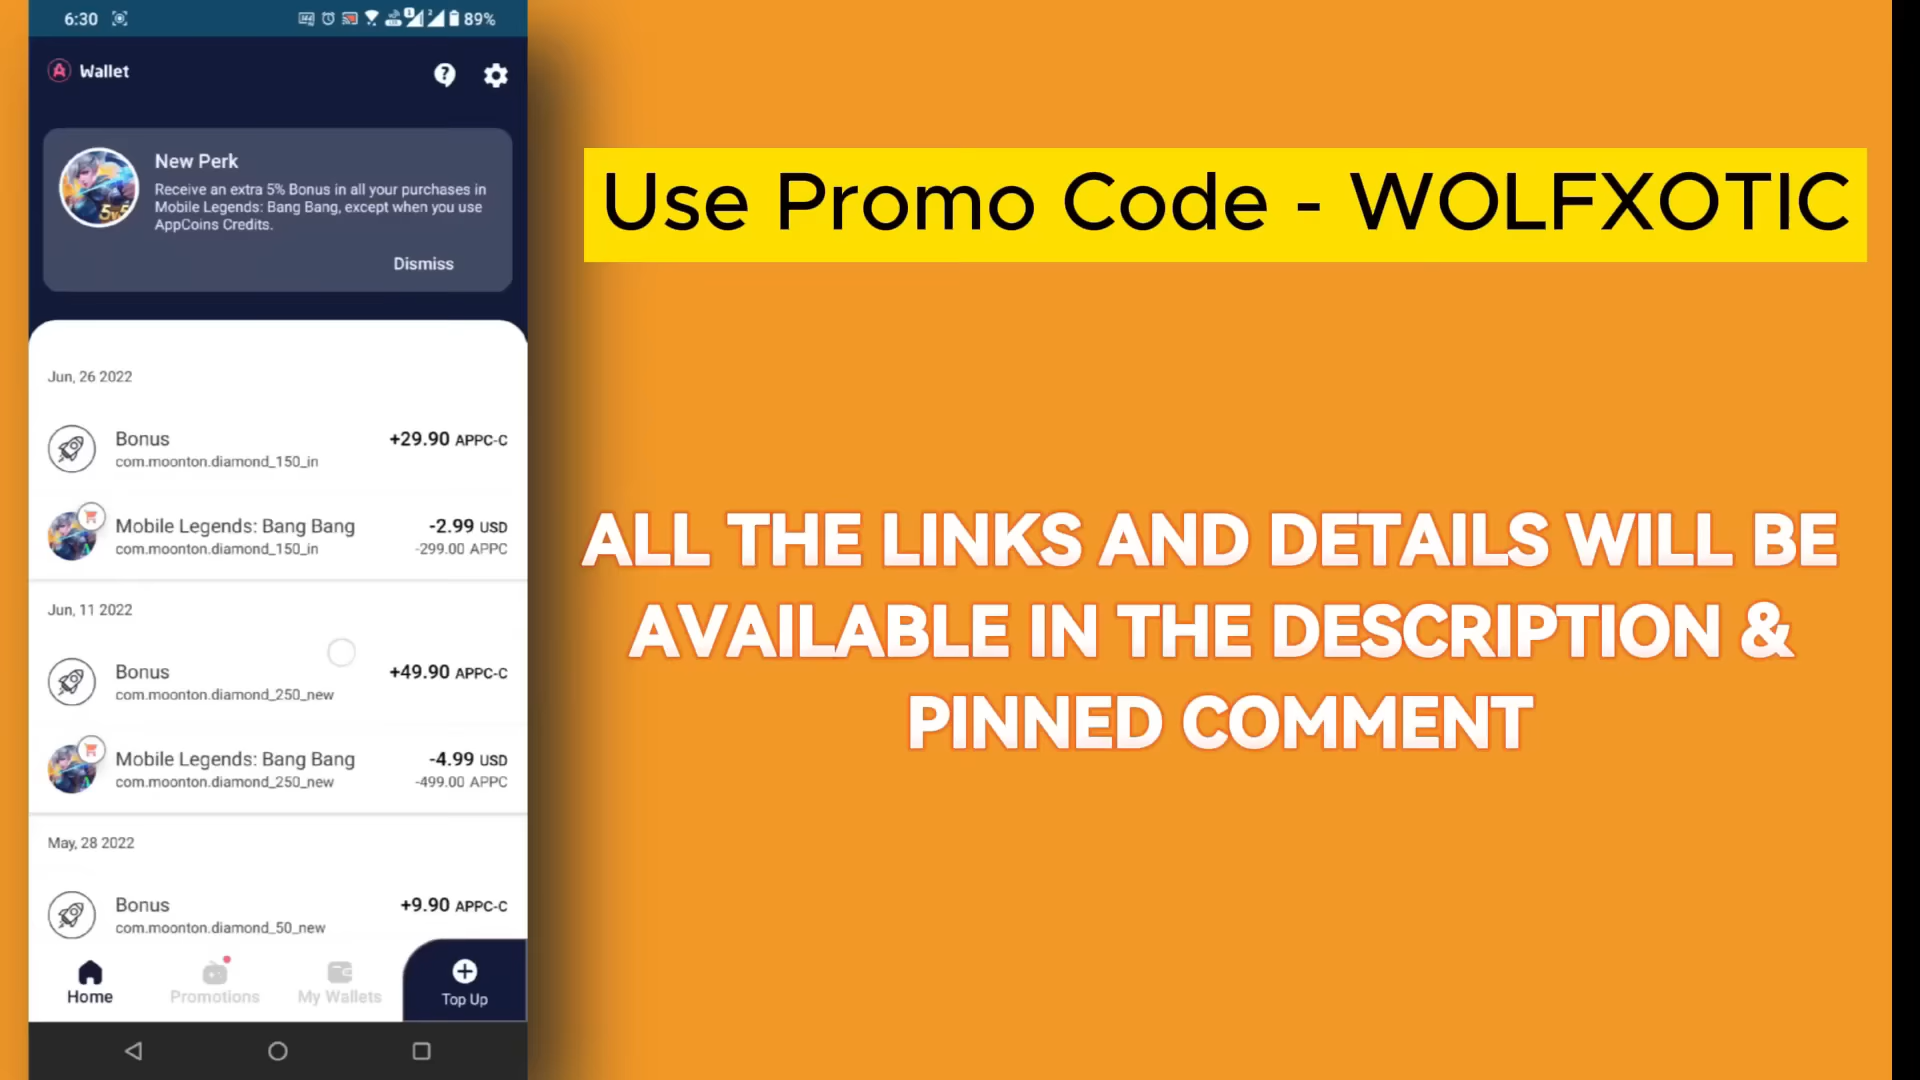 6:30
89%
Wallet
New Perk
Receive an extra 5% Bonus in all your purchases in
Mobile Legends: Bang Bang, except when you use
AppCoins Credits.
Dismiss
Jun, 26 2022
Bonus +29.90 APPC-C
com.moonton.diamond_150_in
Mobile Legends: Bang Bang -2.99 USD
com.moonton.diamond_150_in -299.00 APPC
Jun, 11 2022
Bonus +49.90 APPC-C
com.moonton.diamond_250_new
Mobile Legends: Bang Bang -4.99 USD
com.moonton.diamond_250_new -499.00 APPC
May, 28 2022
Bonus +9.90 APPC-C
com.moonton.diamond_50_new
Home Promotions My Wallets Top Up
Use Promo Code - WOLFXOTIC
ALL THE LINKS AND DETAILS WILL BE
AVAILABLE IN THE DESCRIPTION &
PINNED COMMENT